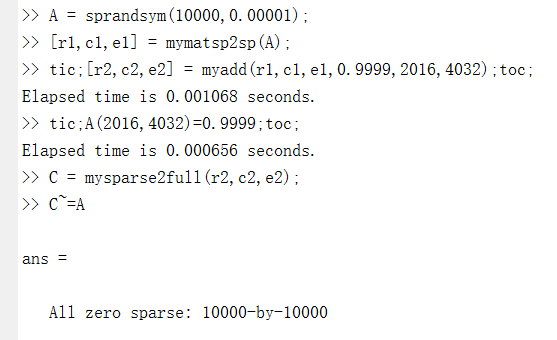 >> A = sprandsym(10000,0.00001);
>> [r1,c1,e1] = mymatsp2sp(A);
>> tic;[r2,c2,e2] = myadd(r1,c1,e1,0.9999,2016,4032);toc;
Elapsed time is 0.001068 seconds.
>> tic;A(2016,4032)=0.9999;toc;
Elapsed time is 0.000656 seconds.
>> C = mysparse2full(r2,c2,e2);
>> C~=A
ans =
All zero sparse: 10000-by-10000